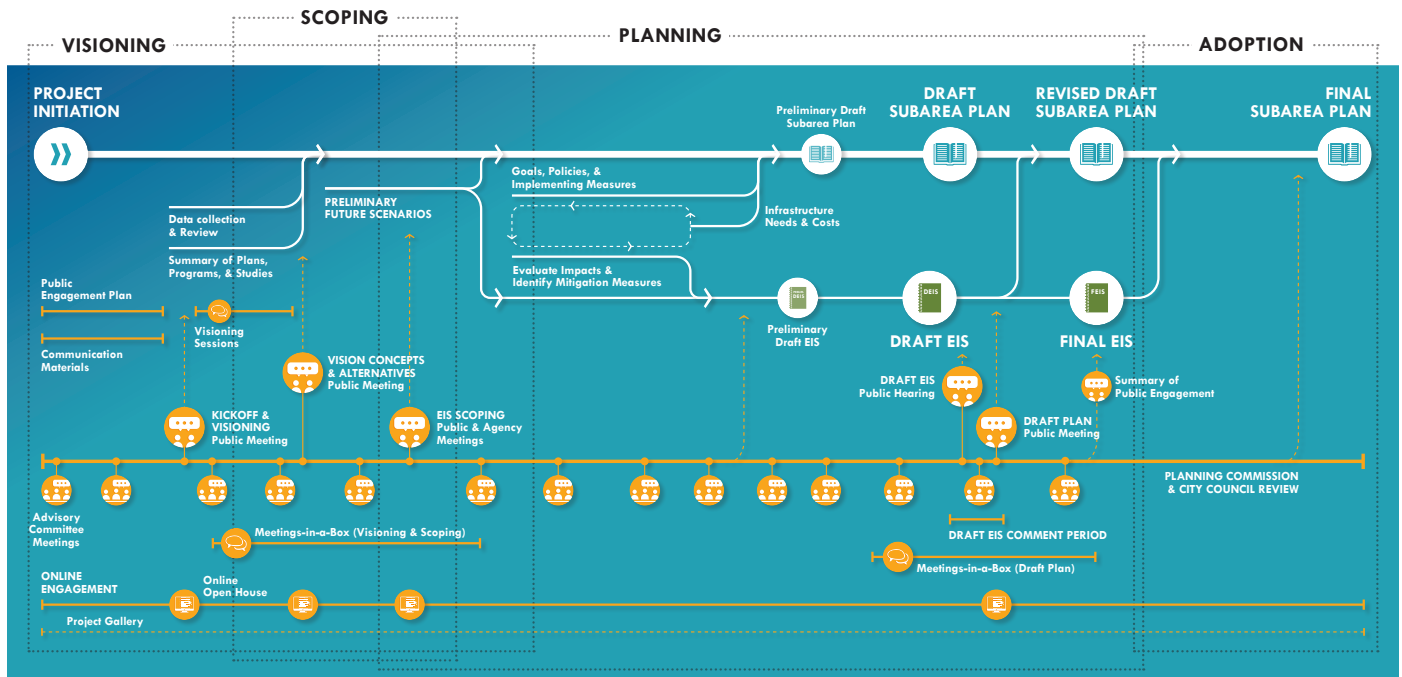 SCOPING
PLANNING
VISIONING
ADOPTION
PROJECT
INITIATION
Preliminary Draft
Subarea Plan
DRAFT
SUBAREA PLAN
REVISED DRAFT
SUBAREA PLAN
FINAL
SUBAREA PLAN
Goals, Policies, &
Implementing Measures
PRELIMINARY
FUTURE SCENARIOS
Data collection
& Review
Infrastructure
Needs & Costs
Summary of Plans,
Programs, & Studies
Evaluate Impacts &
Identify Mitigation Measures
Public
Engagement Plan
DEIS
DEIS
FEIS
Visioning
Sessions
Preliminary
Draft EIS
DRAFT EIS
FINAL EIS
Communication
Materials
VISION CONCEPTS
& ALTERNATIVES
Public Meeting
DRAFT EIS
Public Hearing
Summary of
Public Engagement
KICKOFF &
VISIONING
Public Meeting
EIS SCOPING
Public & Agency
Meetings
DRAFT PLAN
Public Meeting
PLANNING COMMISSION
& CITY COUNCIL REVIEW
Advisory
Committee
Meetings
Meetings-in-a-Box (Visioning & Scoping)
DRAFT EIS COMMENT PERIOD
Meetings-in-a-Box (Draft Plan)
ONLINE
ENGAGEMENT
Online
Open House
Project Gallery